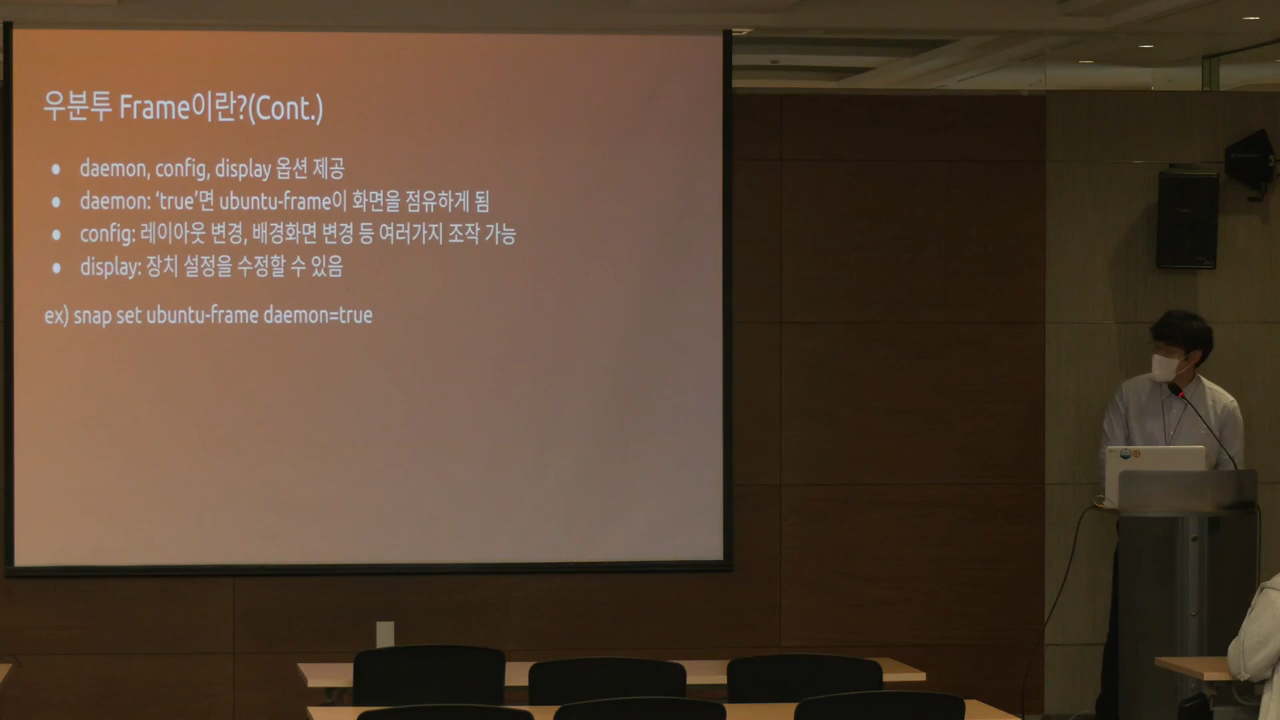 우분투 Frame이란?(Cont.)
● daemon, config, display 옵션 제공
● daemon: ‘true’면 ubuntu-frame이 화면을 점유하게 됨
● config: 레이아웃 변경, 배경화면 변경 등 여러가지 조작 가능
● display: 장치 설정을 수정할 수 있음
ex) snap set ubuntu-frame daemon=true